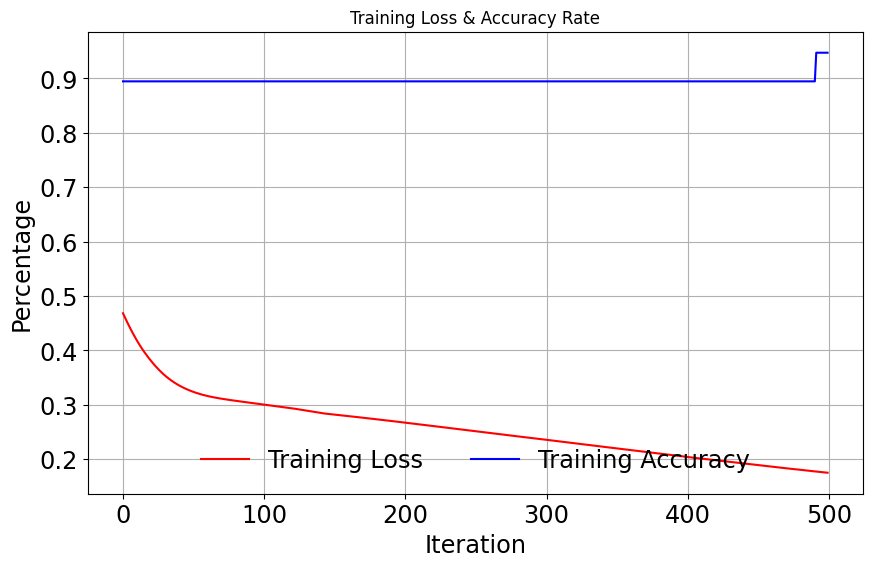 Training Loss & Accuracy Rate
Percentage
0.9
0.8
0.7
0.6
0.5
0.4
0.3
0.2
Training Loss Training Accuracy
0 100 200 300 400 500
Iteration